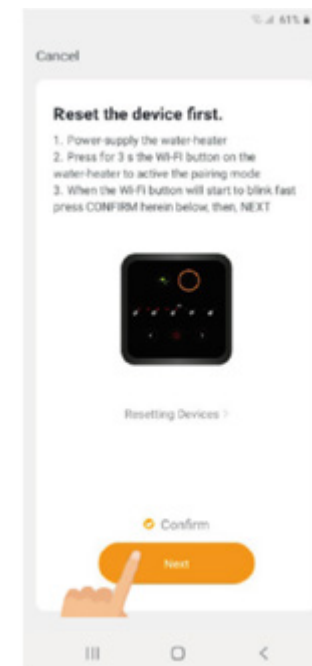 61%
Cancel
Reset the device first.
1. Power-supply the water-heater
2. Press for 3 s the Wi-Fi button on the
water-heater to active the pairing mode
3. When the Wi-Fi button will start to blink fast
press CONFIRM herein below, then, NEXT
Resetting Devices >
Confirm
Next